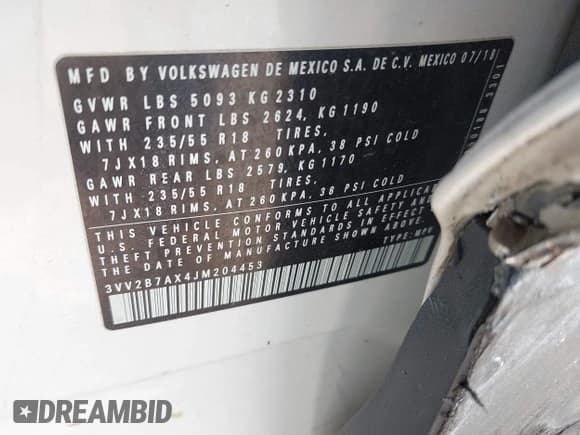 MFD BY VOLKSWAGEN DE MEXICO S.A. DE C.V. MEXICO 07/18
GVWR LBS 5093 KG 2310
GAWR FRONT LBS 2624, KG 1190
WITH 235/55 R18 TIRES,
7JX18 RIMS, AT 260 KPA, 38 PSI COLD
GAWR REAR LBS 2579, KG 1170
WITH 235/55 R18 TIRES,
7JX18 RIMS, AT 260 KPA, 38 PSI COLD
THIS VEHICLE CONFORMS TO ALL APPLICABLE
U.S. FEDERAL MOTOR VEHICLE SAFETY AND
THEFT PREVENTION STANDARDS IN EFFECT
ON THE DATE OF MANUFACTURE SHOWN ABOVE.
3VV2B7AX4JM204453 TYPE: MPV
DREAMBID